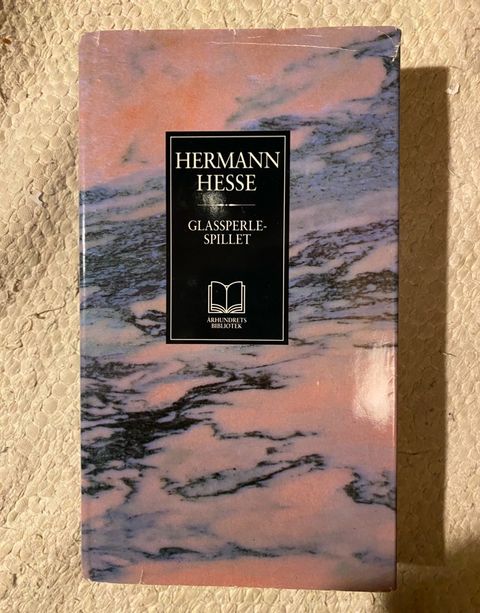 HERMANN
HESSE
GLASSPERLE-
SPILLET
ÅRHUNDRETS
BIBLIOTEK